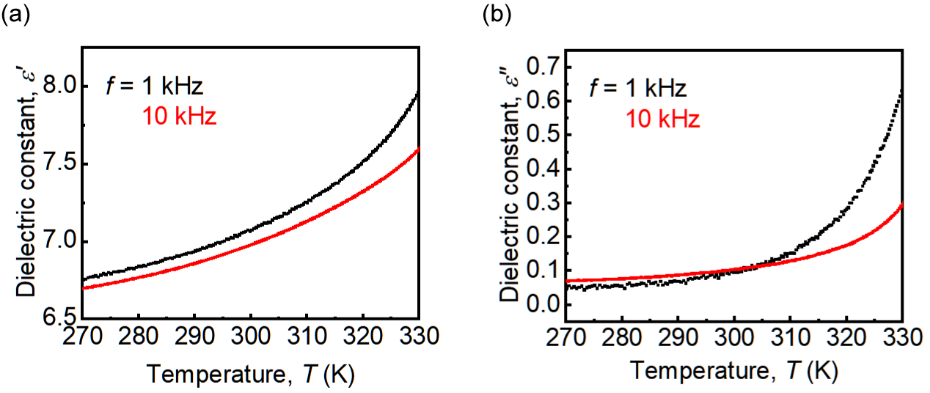 (a)
Dielectric constant, ε′
8.0
7.5
7.0
6.5
f = 1 kHz
10 kHz
270 280 290 300 310 320 330
Temperature, T (K)
(b)
Dielectric constant, ε″
0.7
0.6
0.5
0.4
0.3
0.2
0.1
0.0
f = 1 kHz
10 kHz
270 280 290 300 310 320 330
Temperature, T (K)